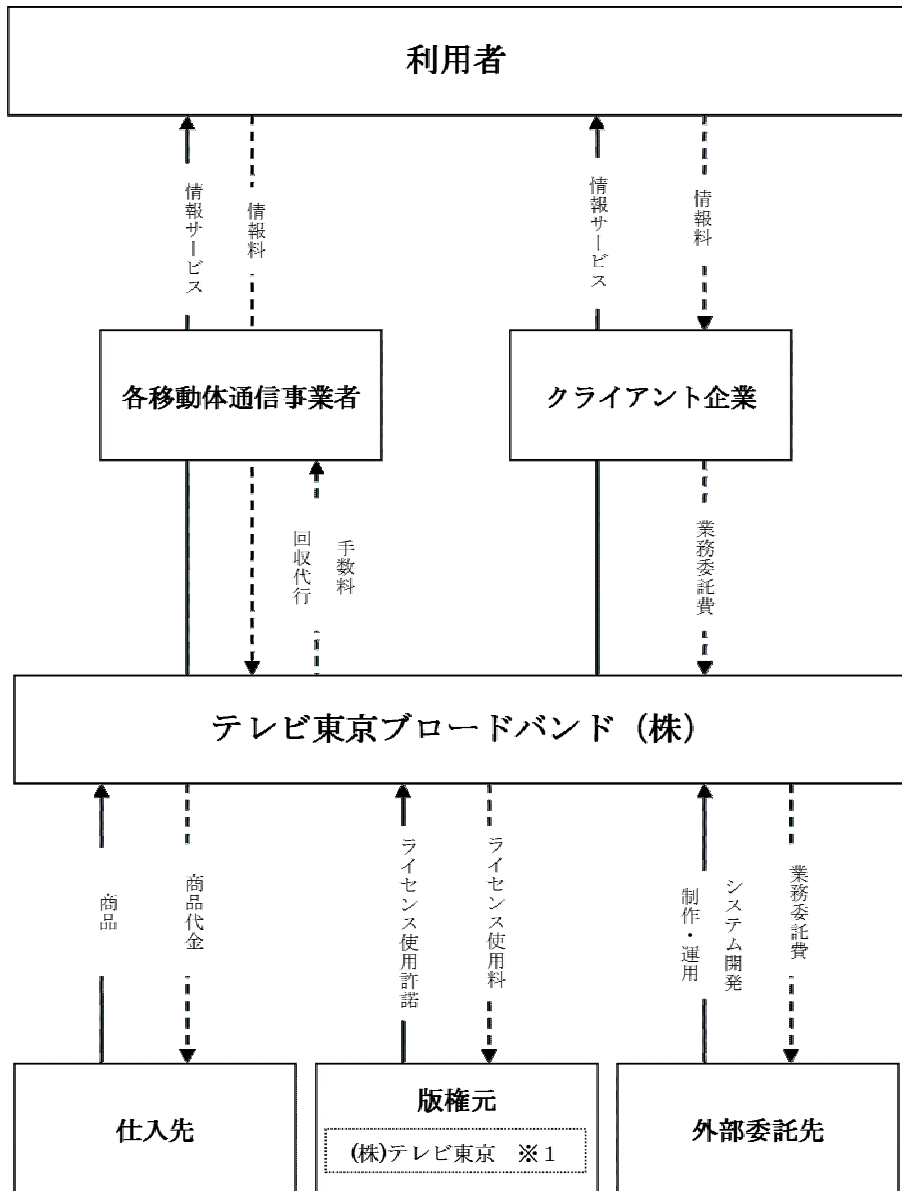 利用者
情報サービス
情報料
情報サービス
情報料
各移動体通信事業者
クライアント企業
回収代行
手数料
業務委託費
テレビ東京ブロードバンド（株）
商品
商品代金
ライセンス使用許諾
ライセンス使用料
制作・運用
システム開発
業務委託費
仕入先
版権元
(株)テレビ東京　※１
外部委託先